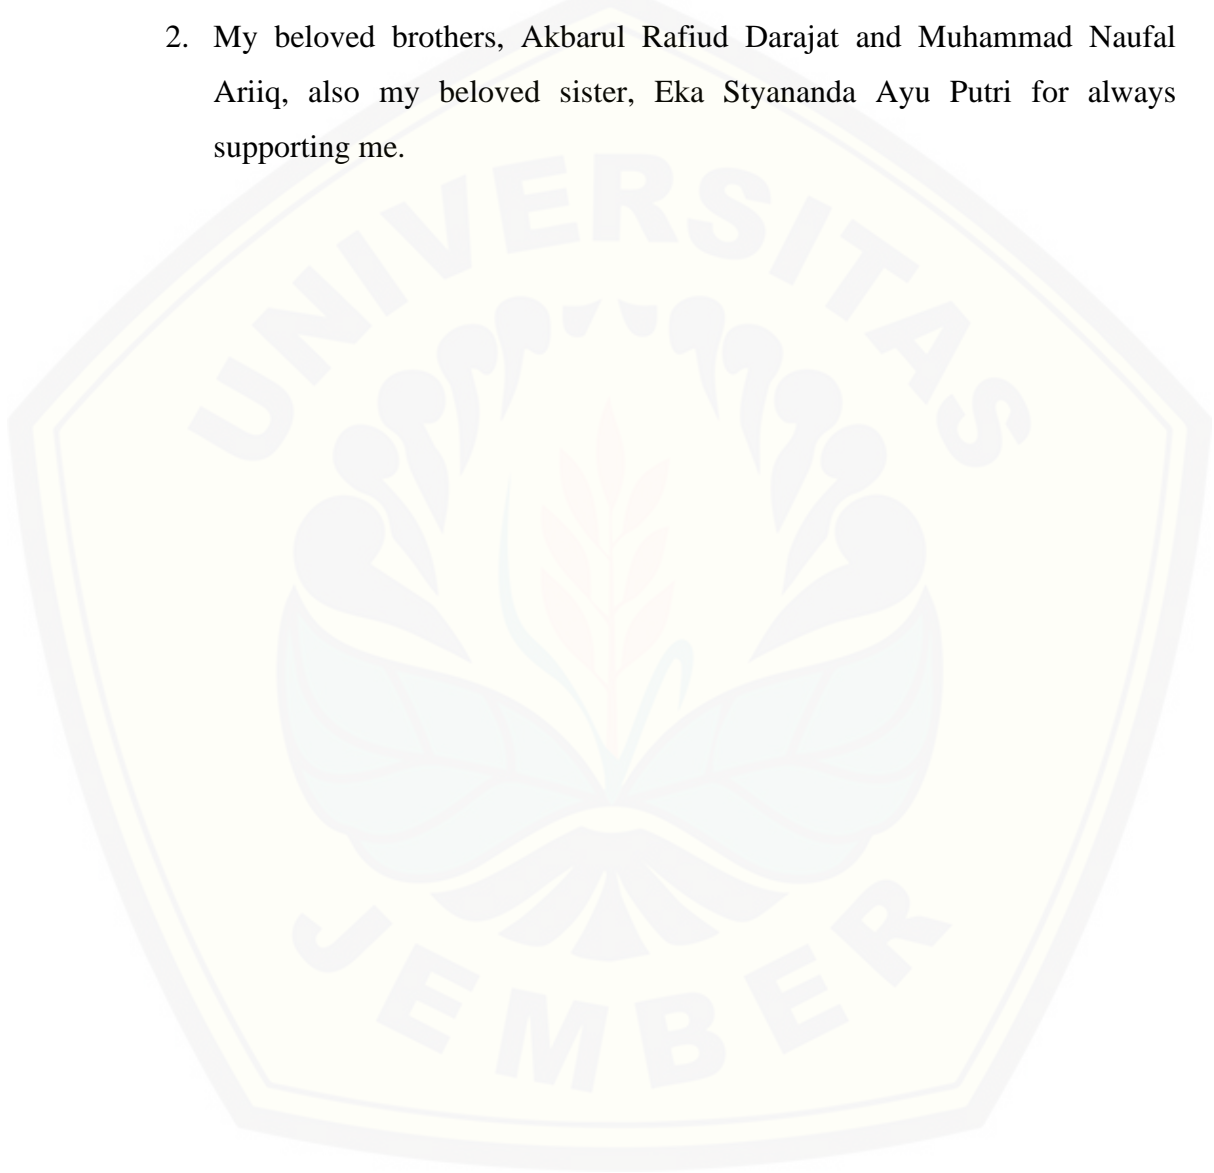 2. My beloved brothers, Akbarul Rafiud Darajat and Muhammad Naufal
Ariiq, also my beloved sister, Eka Styananda Ayu Putri for always
supporting me.
UNIVERSITAS
JEMBER